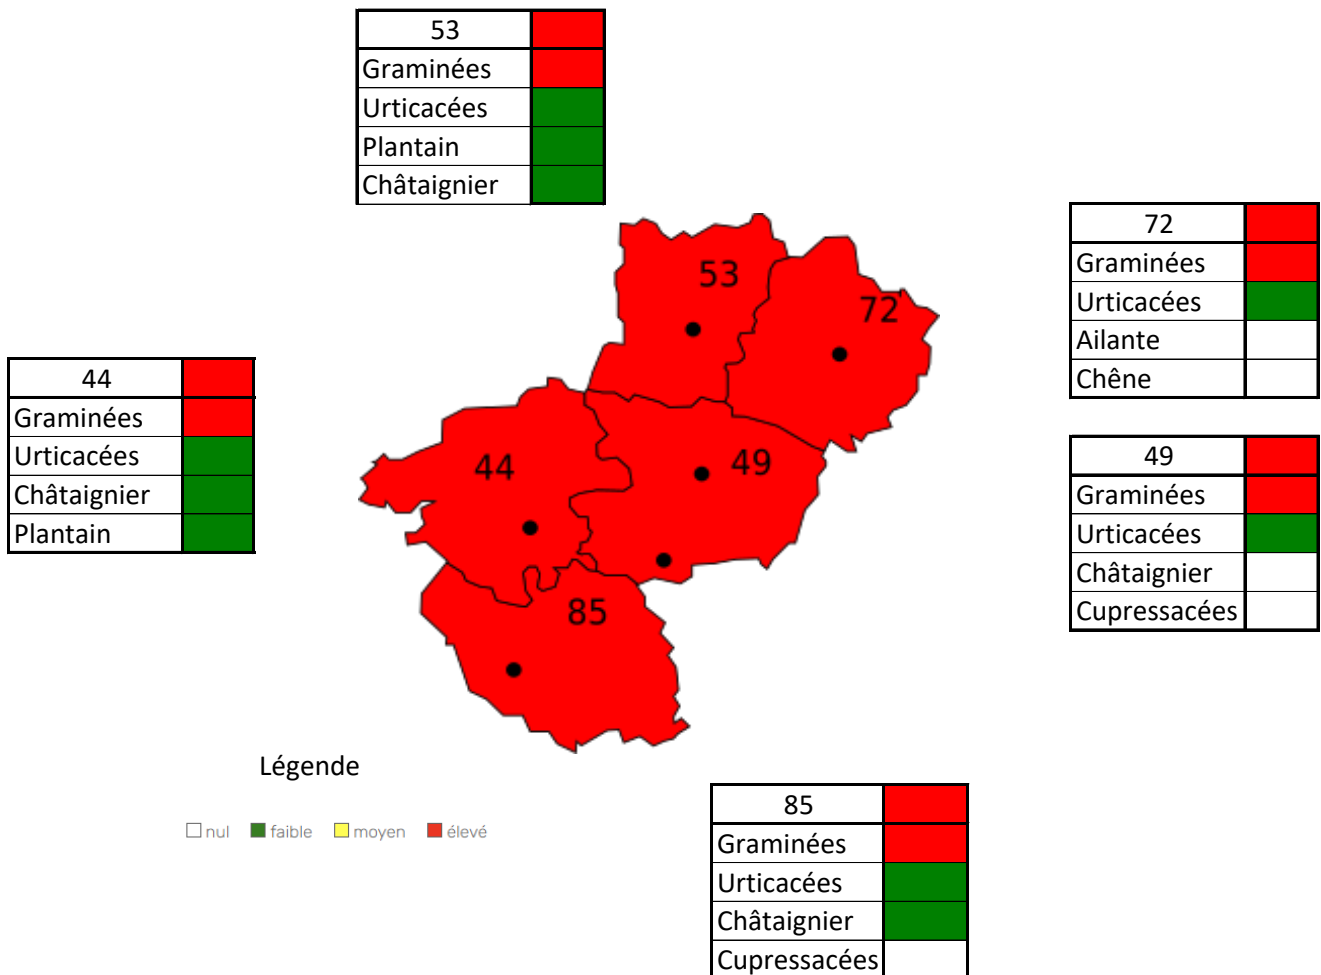 53
Graminées
Urticacées
Plantain
Châtaignier
72
Graminées
Urticacées
Ailante
Chêne
53
72
44
Graminées
Urticacées
Châtaignier
Plantain
44
49
49
Graminées
Urticacées
Châtaignier
Cupressacées
85
Légende
nul faible moyen élevé
85
Graminées
Urticacées
Châtaignier
Cupressacées